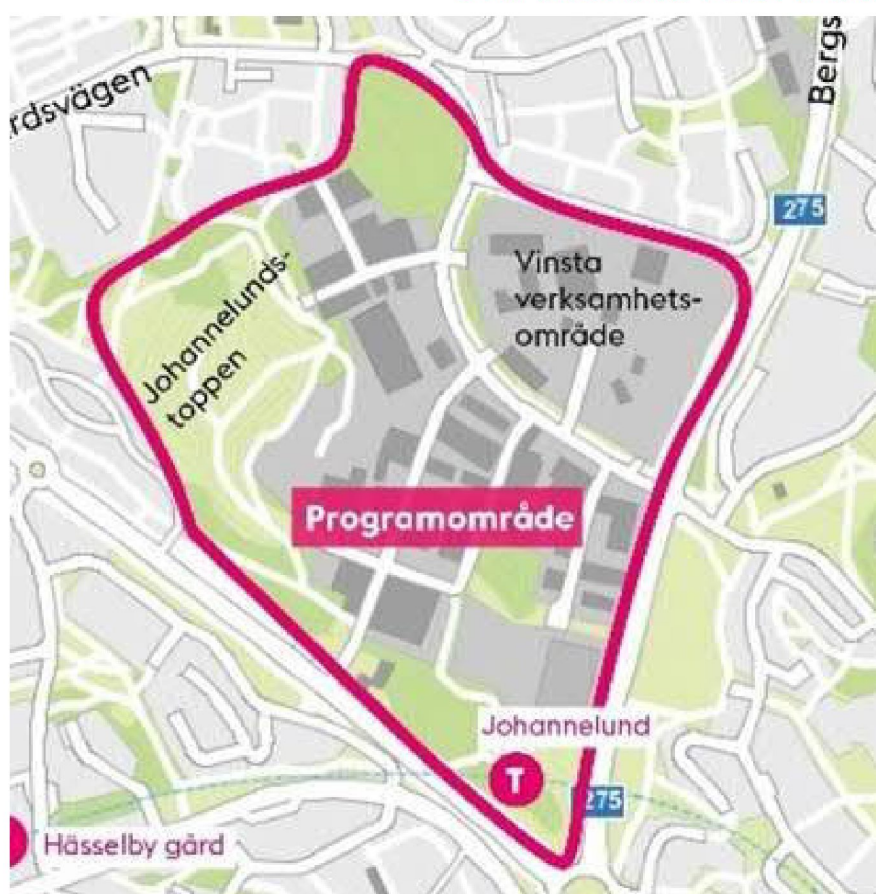 rdsvägen
Bergs
275
Vinsta
verksamhets-
område
Johannelunds-
toppen
Programområde
Johannelund
T
275
Hässelby gård